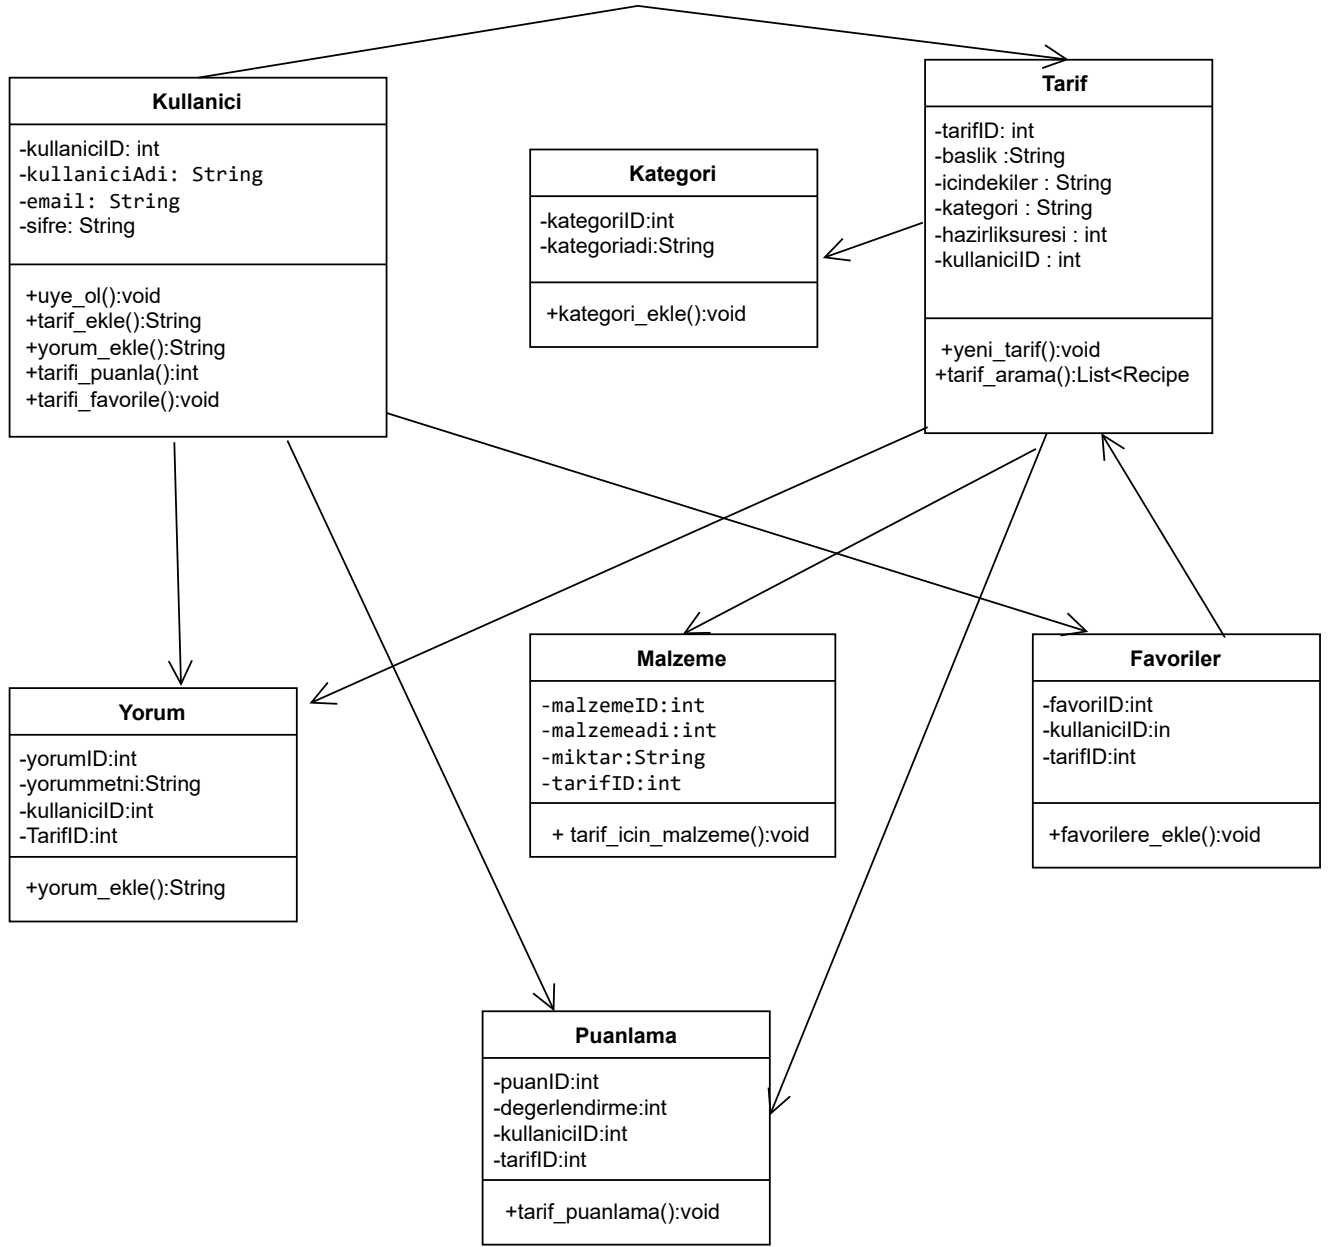 Kullanici
-kullaniciID: int
-kullaniciAdi: String
-email: String
-sifre: String
+uye_ol():void
+tarif_ekle():String
+yorum_ekle():String
+tarifi_puanla():int
+tarifi_favorile():void
Kategori
-kategoriID:int
-kategoriadi:String
+kategori_ekle():void
Tarif
-tarifID: int
-baslik :String
-icindekiler : String
-kategori : String
-hazirliksuresi : int
-kullaniciID : int
+yeni_tarif():void
+tarif_arama():List<Recipe
Yorum
-yorumID:int
-yorummetni:String
-kullaniciID:int
-TarifID:int
+yorum_ekle():String
Malzeme
-malzemeID:int
-malzemeadi:int
-miktar:String
-tarifID:int
+ tarif_icin_malzeme():void
Favoriler
-favoriID:int
-kullaniciID:in
-tarifID:int
+favorilere_ekle():void
Puanlama
-puanID:int
-degerlendirme:int
-kullaniciID:int
-tarifID:int
+tarif_puanlama():void